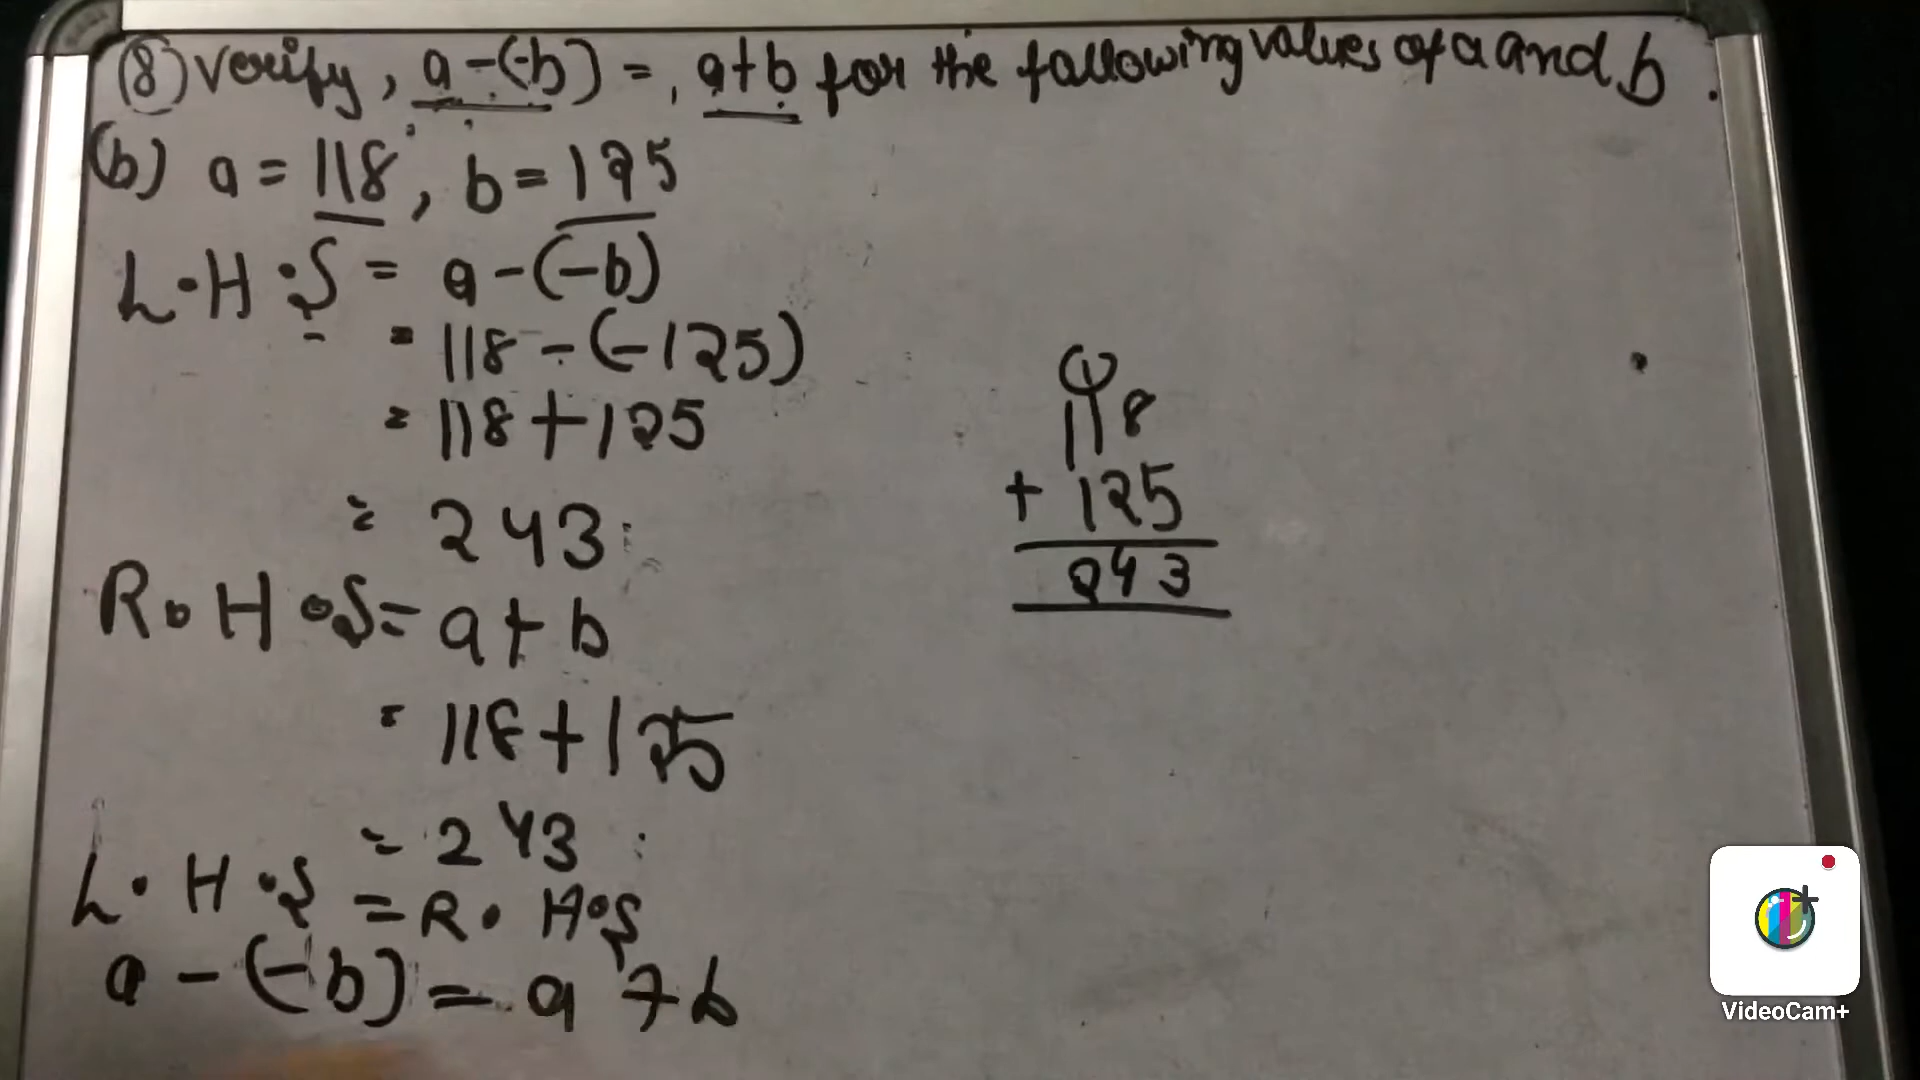 (8) Verify, a-(-b) = a+b for the following values of a and b.
(b) a = 118, b = 125
L.H.S = a-(-b)
= 118-(-125)
= 118+125
= 243
R.H.S = a+b
= 118+125
= 243
L.H.S = R.H.S
a-(-b) = a+b
1
118
+ 125
243
VideoCam+